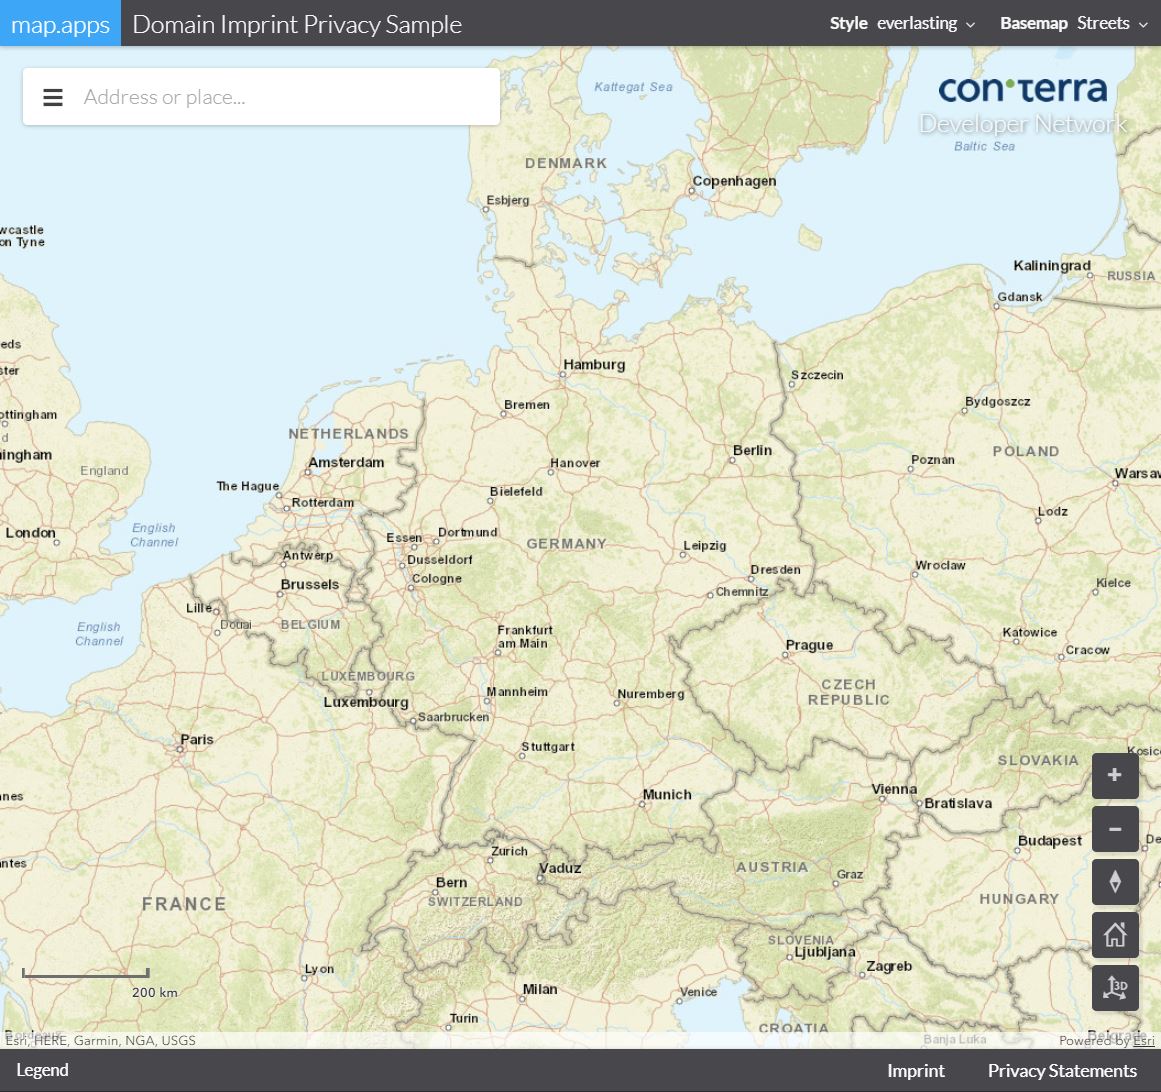 map.apps
Domain Imprint Privacy Sample
Style everlasting
Basemap Streets
Address or place...
con terra
Developer Network
Kattegat Sea
Baltic Sea
DENMARK
Copenhagen
Esbjerg
wcastle
on Tyne
Kaliningrad
RUSSIA
Gdansk
eds
ster
Hamburg
Szczecin
Bremen
Bydgoszcz
ottingham
d
ingham
England
NETHERLANDS
Amsterdam
Hanover
Berlin
Poznan
POLAND
Warsaw
The Hague
Rotterdam
Bielefeld
Lodz
London
English
Channel
Essen
Dortmund
GERMANY
Leipzig
Antwerp
Dusseldorf
Cologne
Dresden
Chemnitz
Wroclaw
Kielce
Brussels
Lille
Douai
BELGIUM
English
Channel
Frankfurt
am Main
Prague
Katowice
Cracow
LUXEMBOURG
Luxembourg
Mannheim
Nuremberg
CZECH
REPUBLIC
Saarbrucken
Paris
Stuttgart
SLOVAKIA
Kosic
nes
Munich
Vienna
Bratislava
Budapest
De
antes
Zurich
Vaduz
AUSTRIA
Graz
Bern
SWITZERLAND
HUNGARY
FRANCE
SLOVENIA
Ljubljana
Zagreb
Lyon
200 km
Milan
Venice
Turin
CROATIA
3D
Bordeaux
Banja Luka
Belgrade
Esri, HERE, Garmin, NGA, USGS
Powered by Esri
Legend
Imprint
Privacy Statements